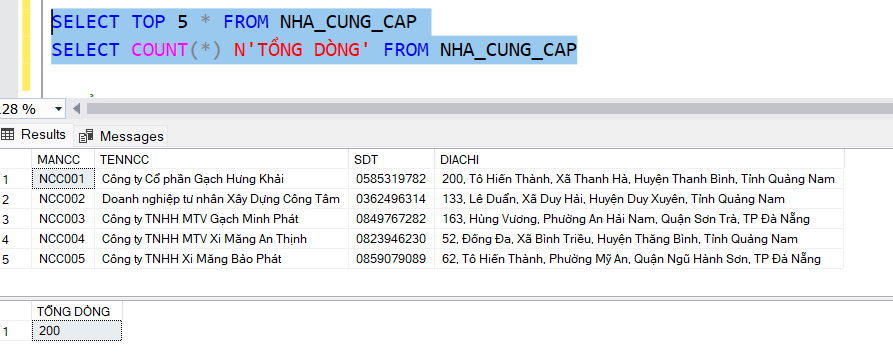 SELECT TOP 5 * FROM NHA_CUNG_CAP
SELECT COUNT(*) N'TỔNG DÒNG' FROM NHA_CUNG_CAP
28 %
Results Messages
MANCC TENNCC SDT DIACHI
1 NCC001 Công ty Cổ phần Gạch Hưng Khải 0585319782 200, Tô Hiến Thành, Xã Thanh Hà, Huyện Thanh Bình, Tỉnh Quảng Nam
2 NCC002 Doanh nghiệp tư nhân Xây Dựng Công Tâm 0362496314 133, Lê Duẩn, Xã Duy Hải, Huyện Duy Xuyên, Tỉnh Quảng Nam
3 NCC003 Công ty TNHH MTV Gạch Minh Phát 0849767282 163, Hùng Vương, Phường An Hải Nam, Quận Sơn Trà, TP Đà Nẵng
4 NCC004 Công ty TNHH MTV Xi Măng An Thịnh 0823946230 52, Đống Đa, Xã Bình Triều, Huyện Thăng Bình, Tỉnh Quảng Nam
5 NCC005 Công ty TNHH Xi Măng Bảo Phát 0859079089 62, Tô Hiến Thành, Phường Mỹ An, Quận Ngũ Hành Sơn, TP Đà Nẵng
TỔNG DÒNG
1 200